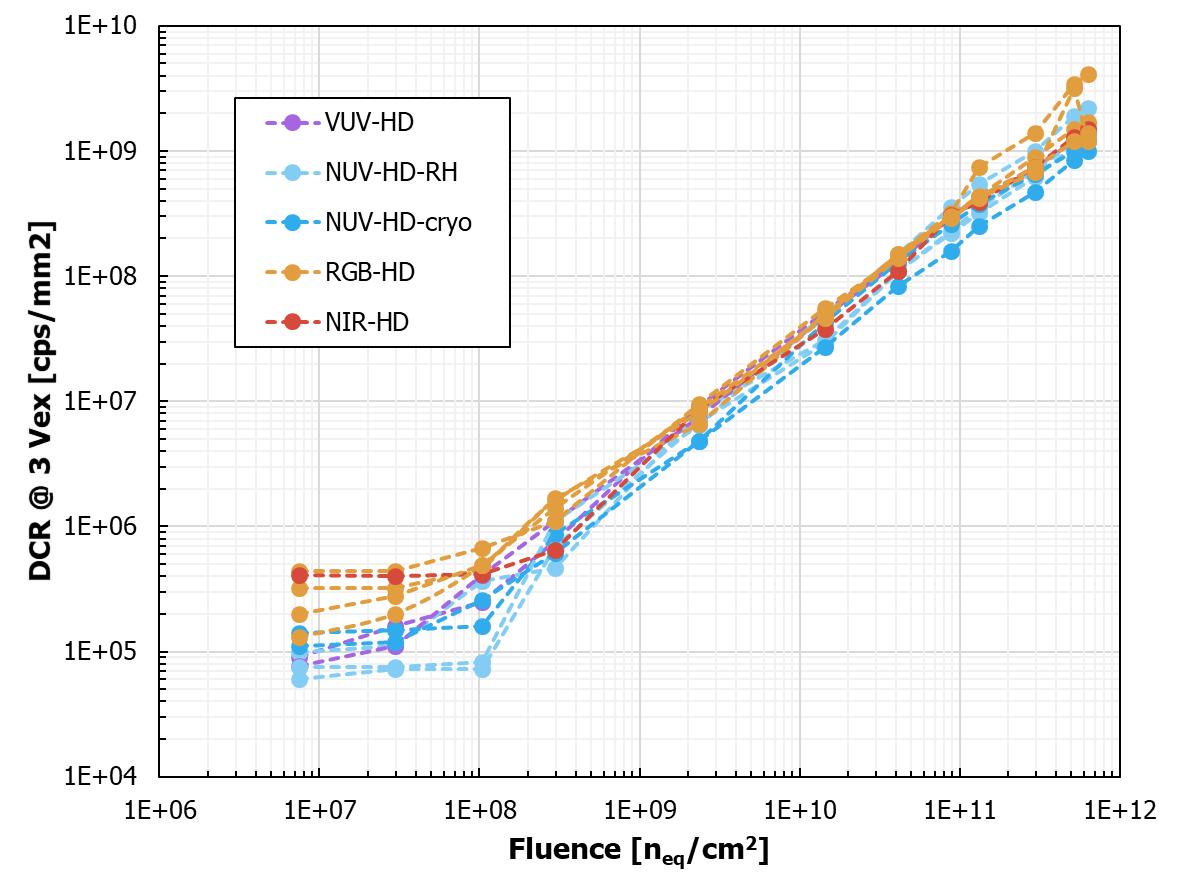 1E+10
1E+09
1E+08
1E+07
1E+06
1E+05
1E+04
DCR @ 3 Vex [cps/mm2]
VUV-HD
NUV-HD-RH
NUV-HD-cryo
RGB-HD
NIR-HD
1E+06 1E+07 1E+08 1E+09 1E+10 1E+11 1E+12
Fluence [nₑq/cm²]